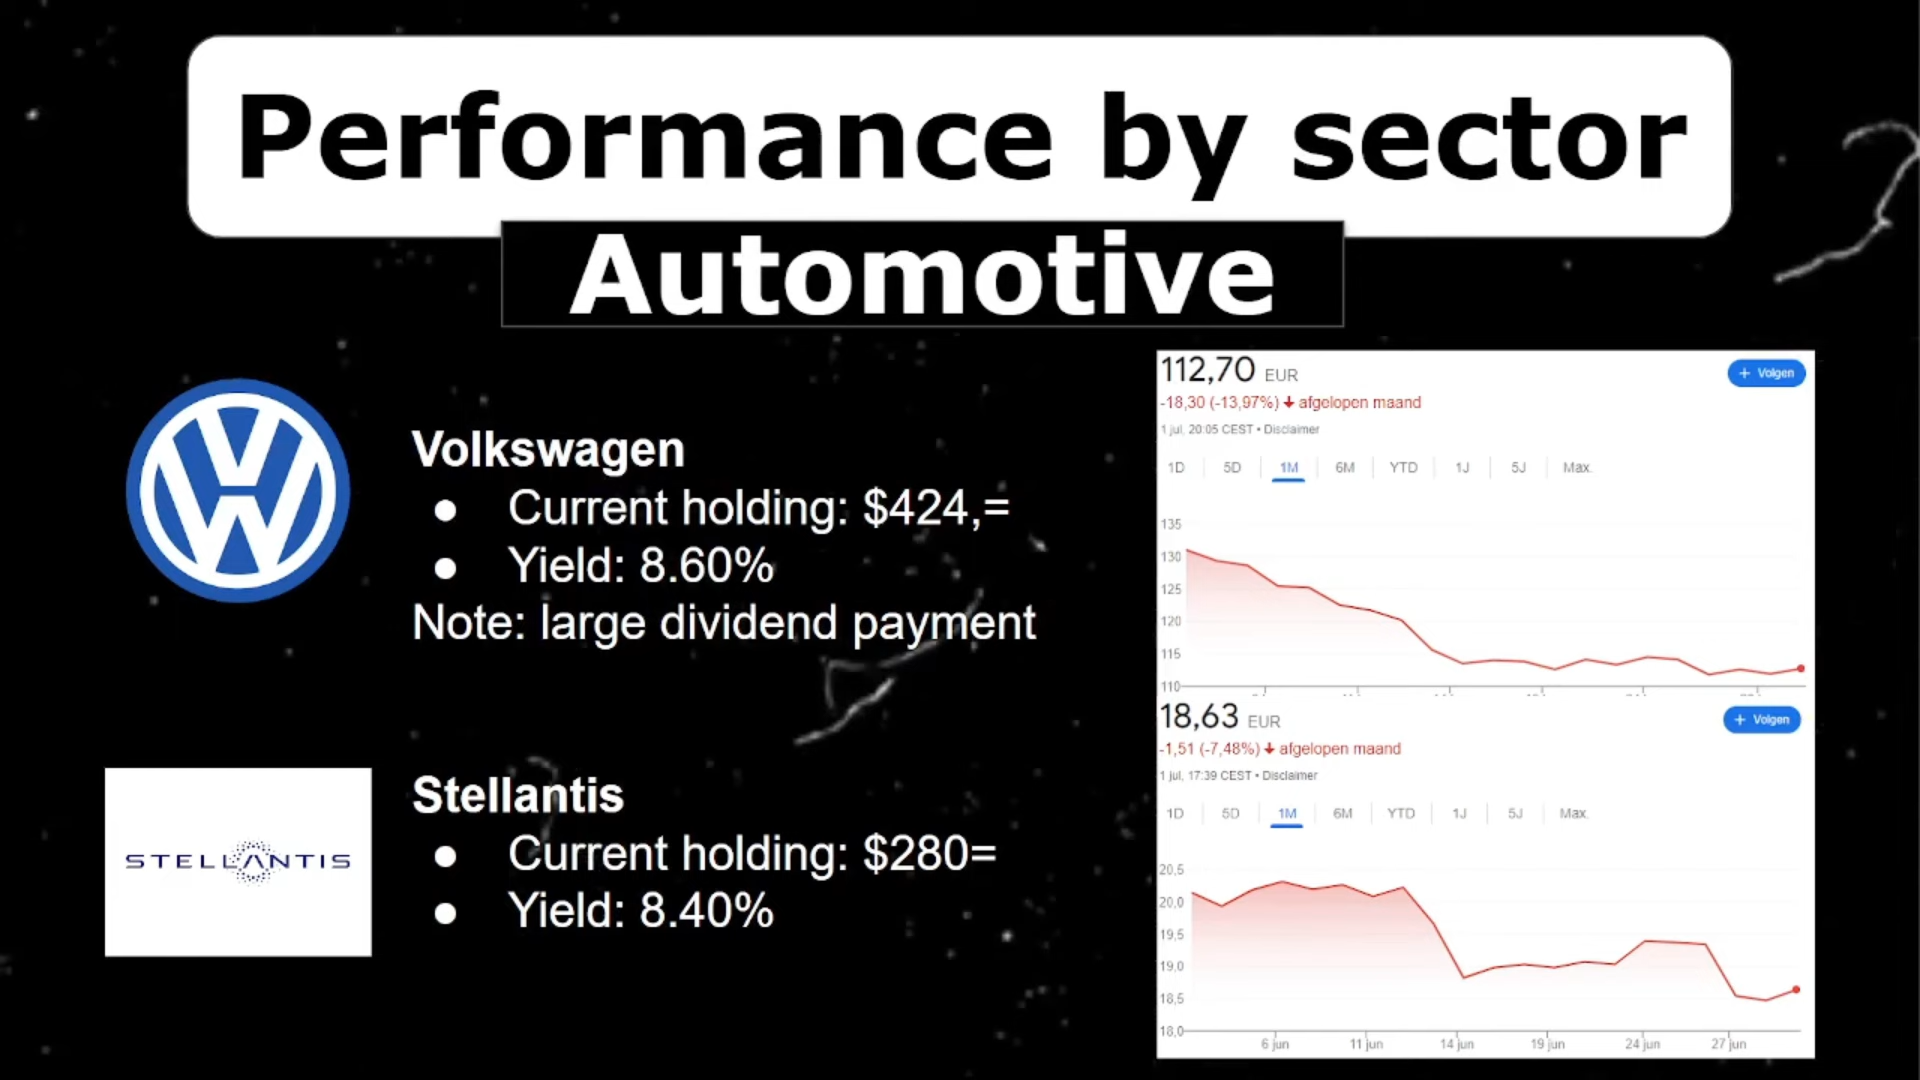 Performance by sector
Automotive
Volkswagen
● Current holding: $424,=
● Yield: 8.60%
Note: large dividend payment
STELLANTIS
Stellantis
● Current holding: $280=
● Yield: 8.40%
112,70 EUR
+ Volgen
-18,30 (-13,97%) ↓ afgelopen maand
1 jul, 20:05 CEST • Disclaimer
1D 5D 1M 6M YTD 1J 5J Max.
135
130
125
120
115
110
18,63 EUR
+ Volgen
-1,51 (-7,48%) ↓ afgelopen maand
1 jul, 17:39 CEST • Disclaimer
1D 5D 1M 6M YTD 1J 5J Max.
20,5
20,0
19,5
19,0
18,5
18,0
6 jun 11 jun 14 jun 19 jun 24 jun 27 jun